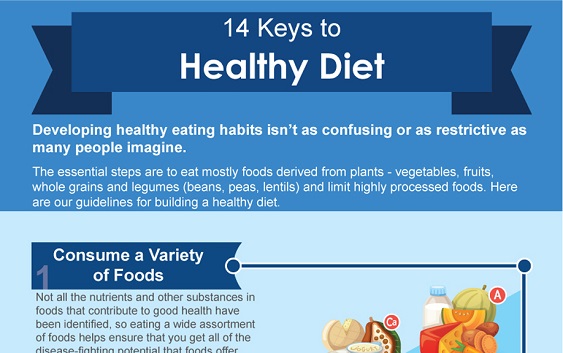 14 Keys to
Healthy Diet
Developing healthy eating habits isn't as confusing or as restrictive as
many people imagine.
The essential steps are to eat mostly foods derived from plants - vegetables, fruits,
whole grains and legumes (beans, peas, lentils) and limit highly processed foods. Here
are our guidelines for building a healthy diet.
1
Consume a Variety
of Foods
Not all the nutrients and other substances in
foods that contribute to good health have
been identified, so eating a wide assortment
of foods helps ensure that you get all of the
disease-fighting potential that foods offer
Ca
A